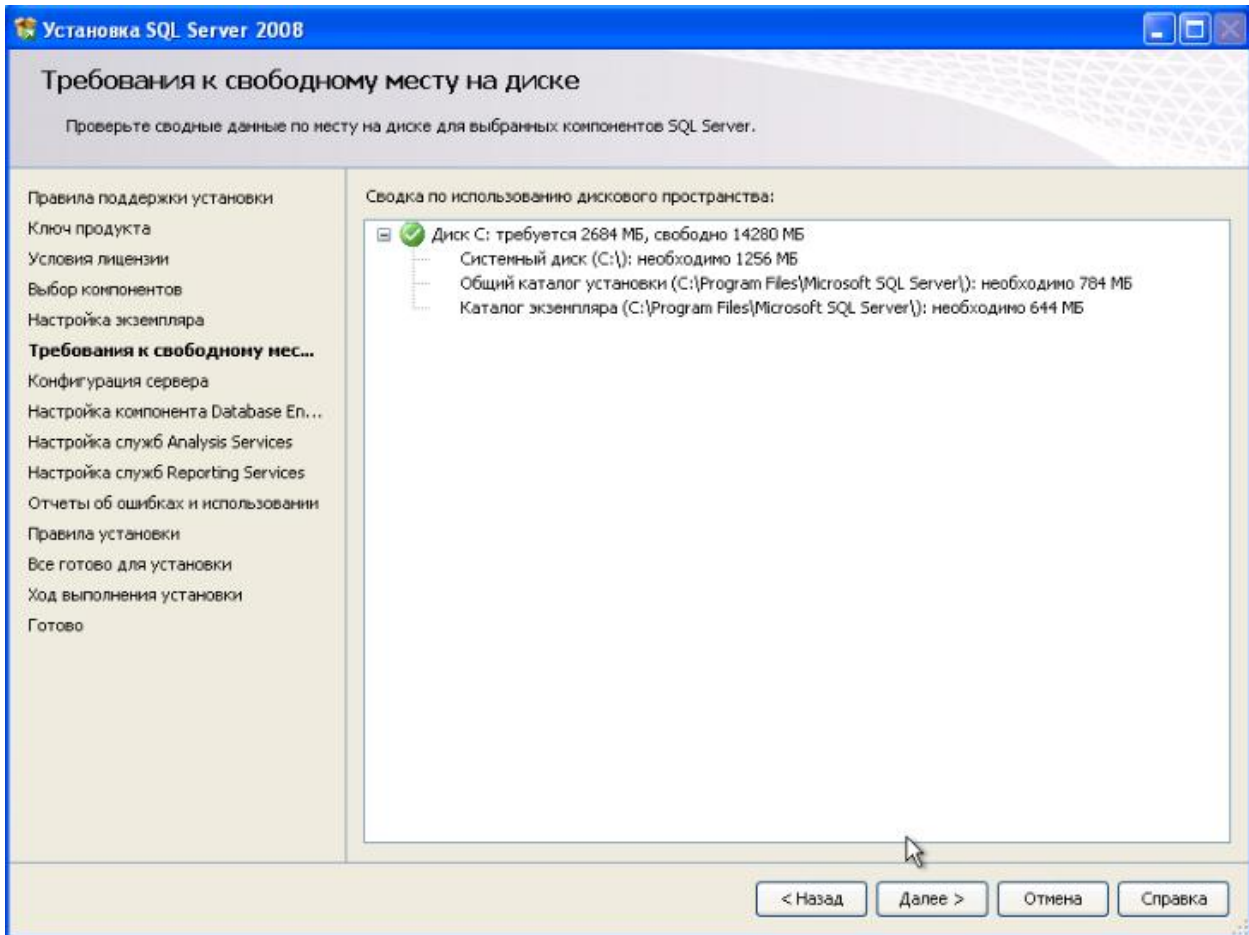 Установка SQL Server 2008
Требования к свободному месту на диске
Проверьте сводные данные по месту на диске для выбранных компонентов SQL Server.
Правила поддержки установки
Ключ продукта
Условия лицензии
Выбор компонентов
Настройка экземпляра
Требования к свободному мес...
Конфигурация сервера
Настройка компонента Database En...
Настройка служб Analysis Services
Настройка служб Reporting Services
Отчеты об ошибках и использовании
Правила установки
Все готово для установки
Ход выполнения установки
Готово
Сводка по использованию дискового пространства:
Диск C: требуется 2684 МБ, свободно 14280 МБ
Системный диск (C:\): необходимо 1256 МБ
Общий каталог установки (C:\Program Files\Microsoft SQL Server\): необходимо 784 МБ
Каталог экземпляра (C:\Program Files\Microsoft SQL Server\): необходимо 644 МБ
< Назад
Далее >
Отмена
Справка